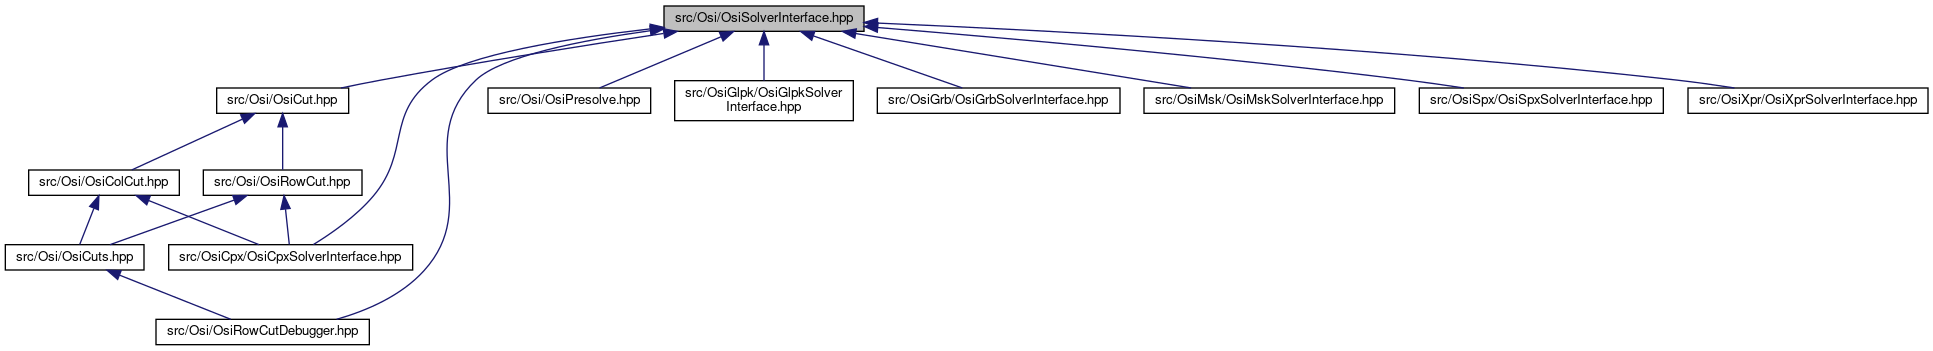 src/Osi/OsiSolverInterface.hpp
src/Osi/OsiCut.hpp
src/Osi/OsiPresolve.hpp
src/OsiGlpk/OsiGlpkSolver
Interface.hpp
src/OsiGrb/OsiGrbSolverInterface.hpp
src/OsiMsk/OsiMskSolverInterface.hpp
src/OsiSpx/OsiSpxSolverInterface.hpp
src/OsiXpr/OsiXprSolverInterface.hpp
src/Osi/OsiColCut.hpp
src/Osi/OsiRowCut.hpp
src/Osi/OsiCuts.hpp
src/OsiCpx/OsiCpxSolverInterface.hpp
src/Osi/OsiRowCutDebugger.hpp